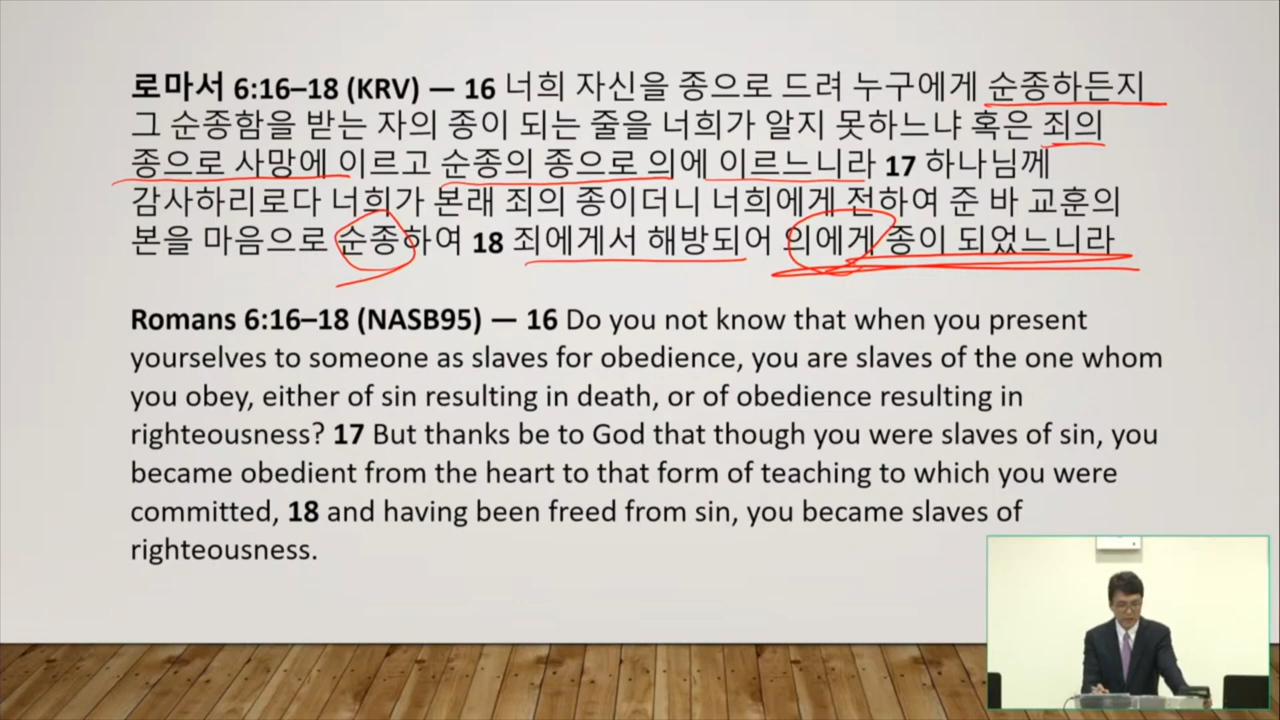 로마서 6:16–18 (KRV) — 16 너희 자신을 종으로 드려 누구에게 순종하든지
그 순종함을 받는 자의 종이 되는 줄을 너희가 알지 못하느냐 혹은 죄의
종으로 사망에 이르고 순종의 종으로 의에 이르느니라 17 하나님께
감사하리로다 너희가 본래 죄의 종이더니 너희에게 전하여 준 바 교훈의
본을 마음으로 순종하여 18 죄에게서 해방되어 의에게 종이 되었느니라
Romans 6:16–18 (NASB95) — 16 Do you not know that when you present
yourselves to someone as slaves for obedience, you are slaves of the one whom
you obey, either of sin resulting in death, or of obedience resulting in
righteousness? 17 But thanks be to God that though you were slaves of sin, you
became obedient from the heart to that form of teaching to which you were
committed, 18 and having been freed from sin, you became slaves of
righteousness.